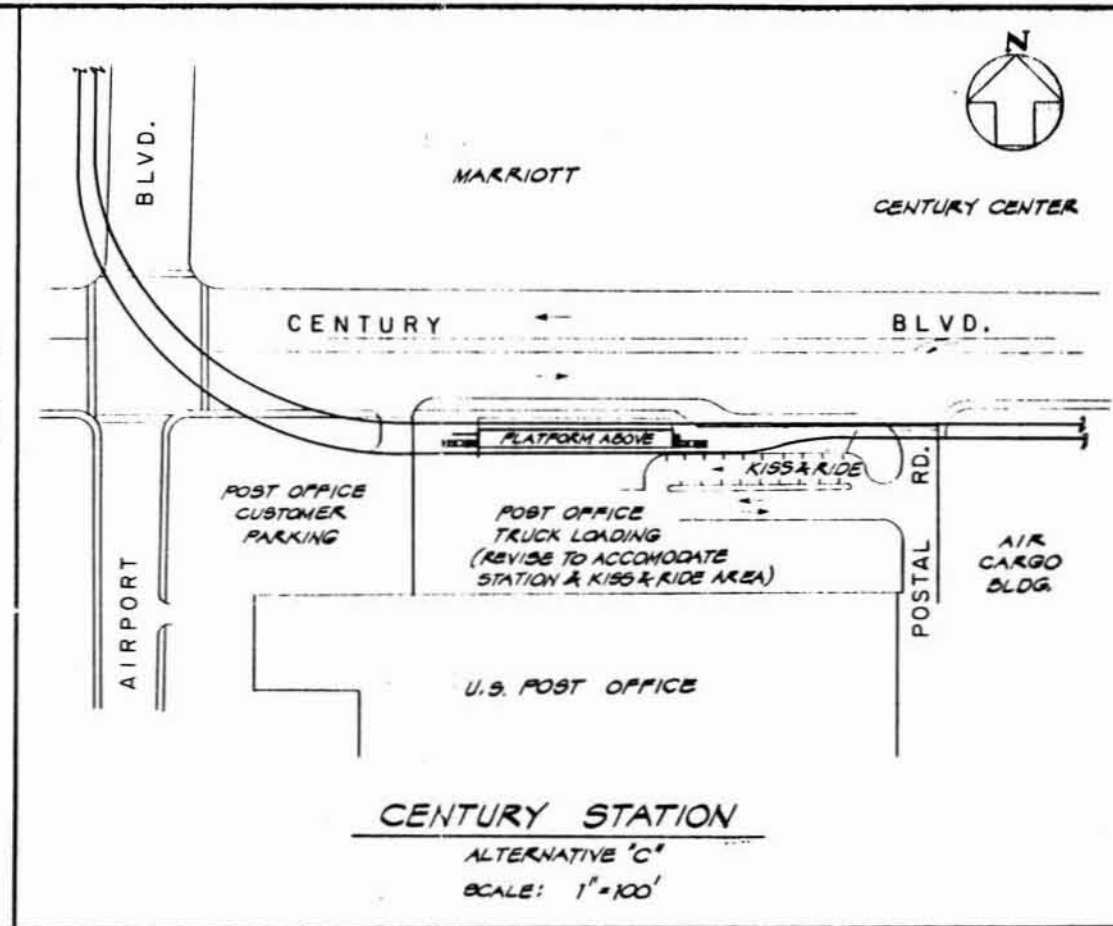 N
BLVD.
MARRIOTT
CENTURY CENTER
CENTURY BLVD.
PLATFORM ABOVE
KISS & RIDE
POST OFFICE
CUSTOMER
PARKING
POST OFFICE
TRUCK LOADING
(REVISE TO ACCOMODATE
STATION & KISS & RIDE AREA)
AIRPORT
POSTAL RD.
AIR
CARGO
BLDG.
U.S. POST OFFICE
CENTURY STATION
ALTERNATIVE "C"
SCALE: 1"=100'